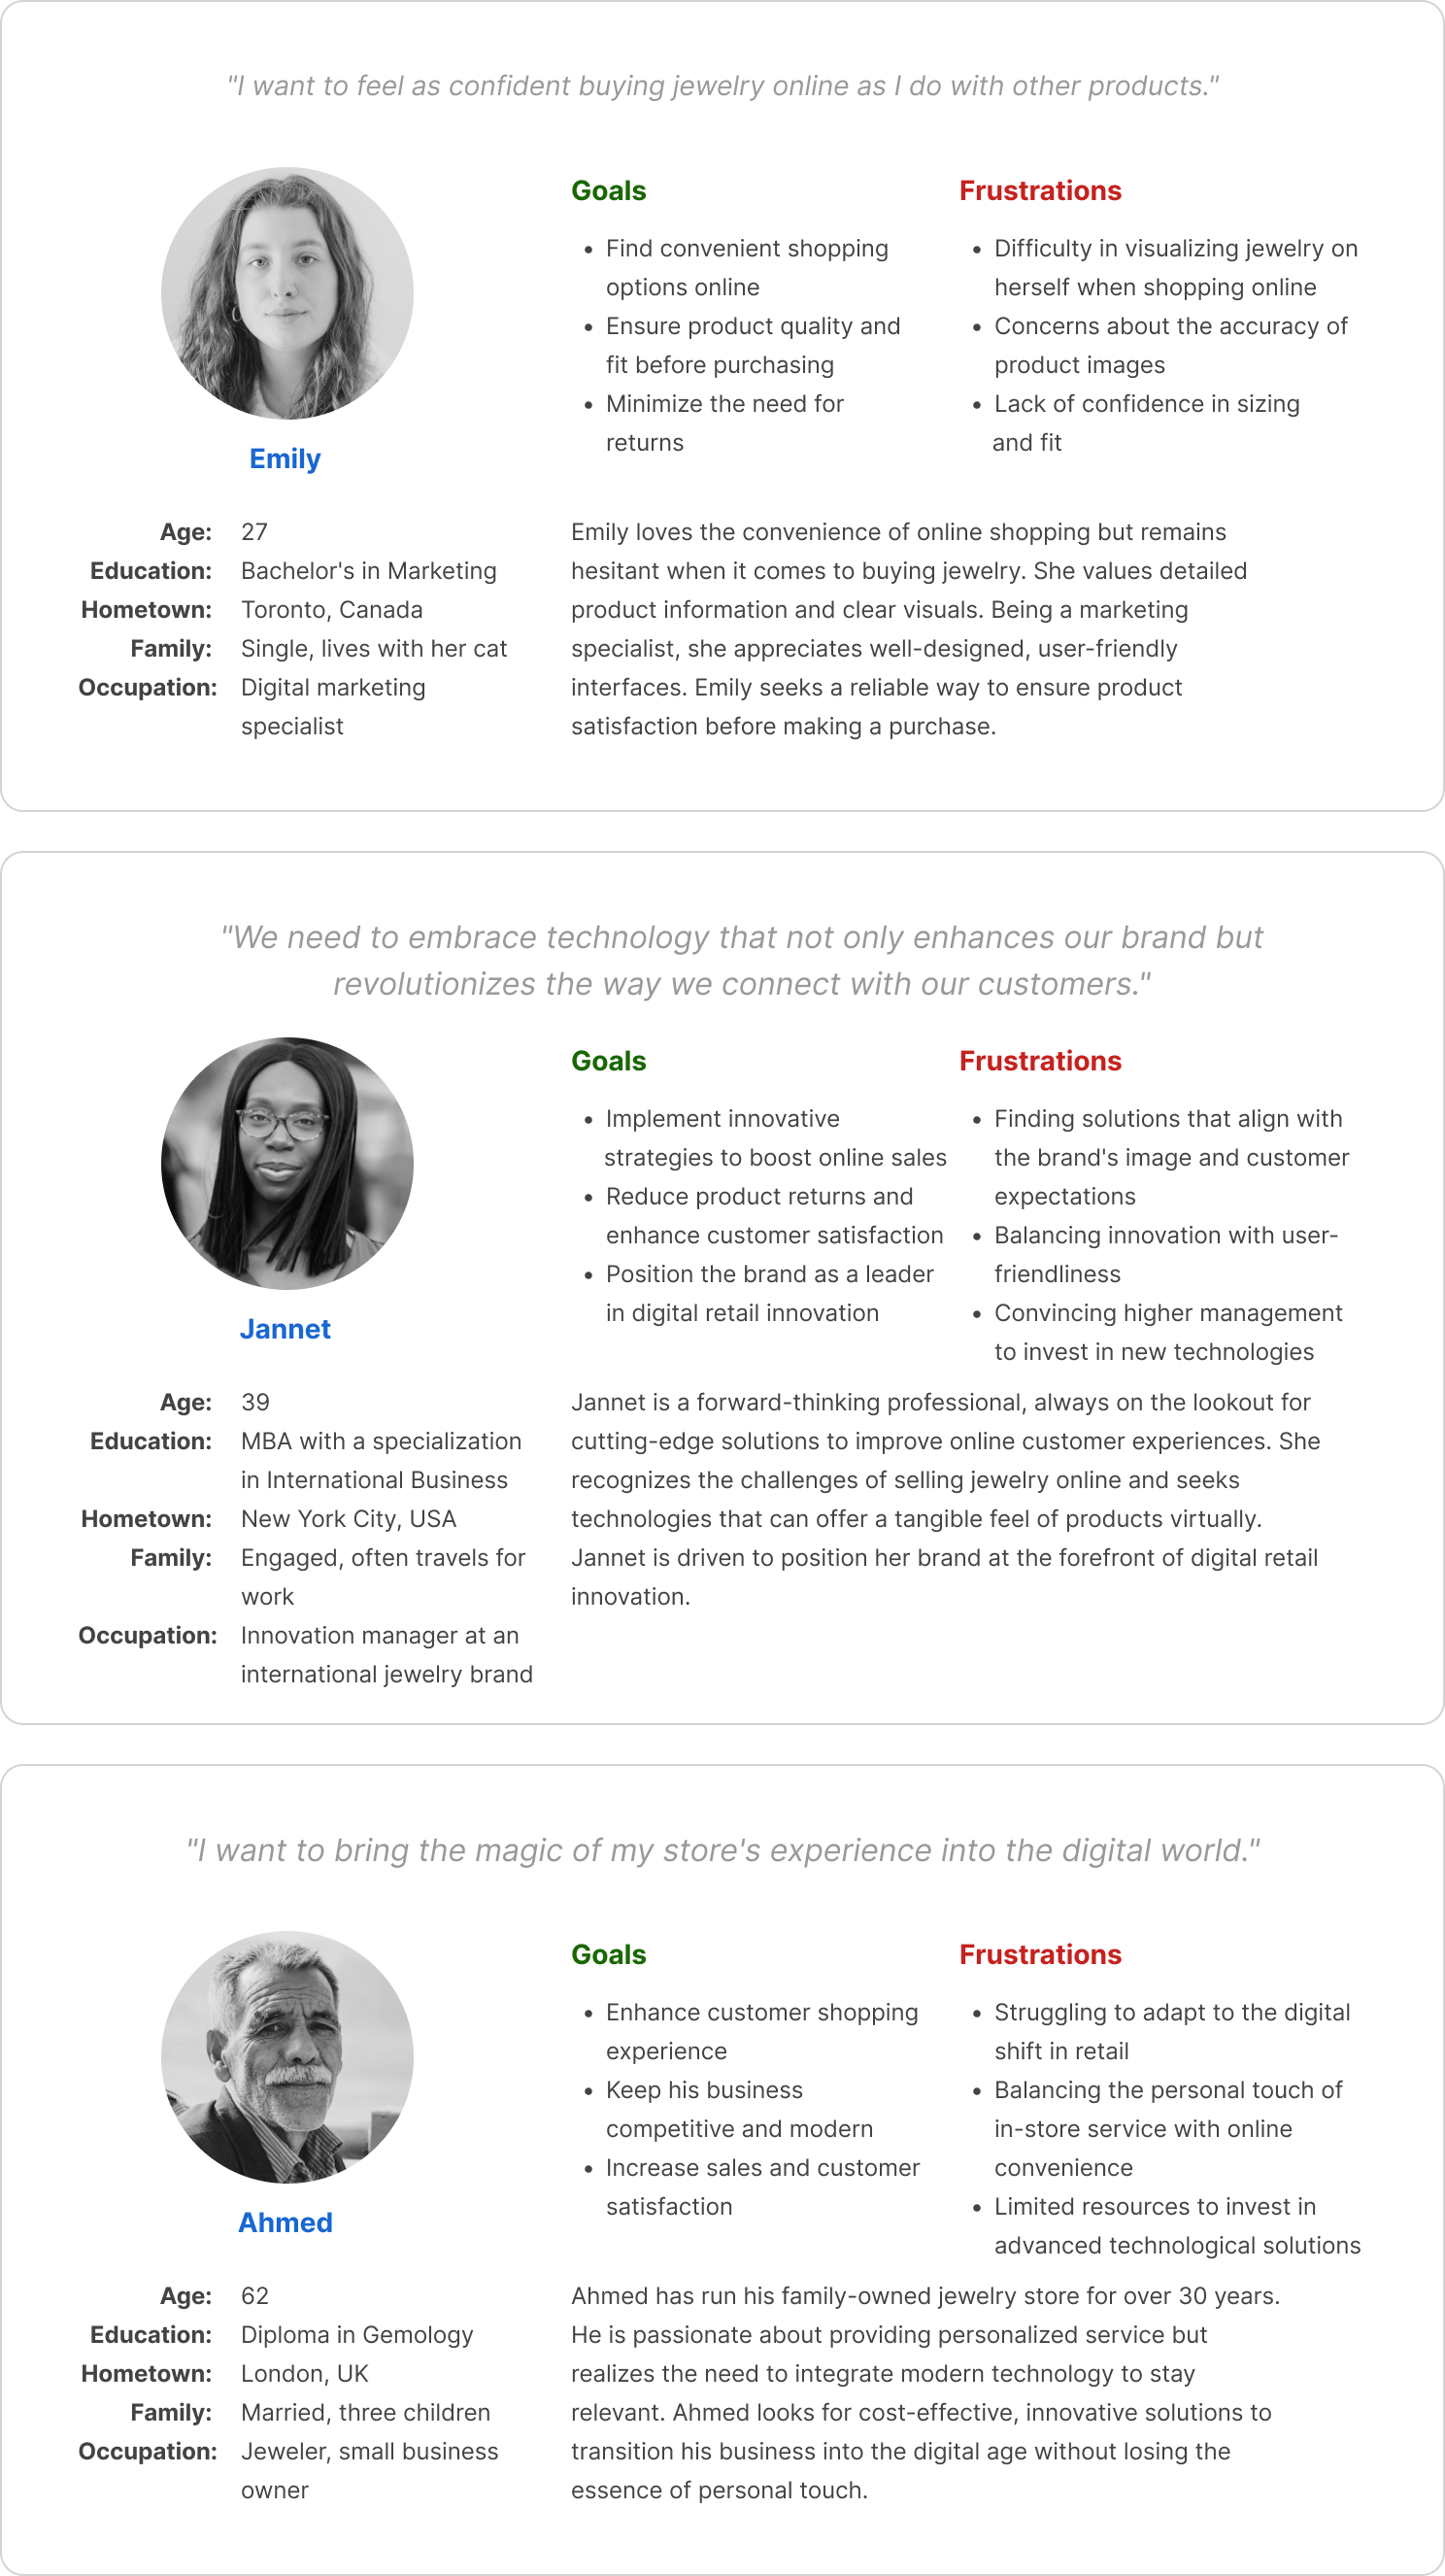 "I want to feel as confident buying jewelry online as I do with other products."
Emily
Age: 27
Education: Bachelor's in Marketing
Hometown: Toronto, Canada
Family: Single, lives with her cat
Occupation: Digital marketing
specialist
Goals
• Find convenient shopping
options online
• Ensure product quality and
fit before purchasing
• Minimize the need for
returns
Frustrations
• Difficulty in visualizing jewelry on
herself when shopping online
• Concerns about the accuracy of
product images
• Lack of confidence in sizing
and fit
Emily loves the convenience of online shopping but remains
hesitant when it comes to buying jewelry. She values detailed
product information and clear visuals. Being a marketing
specialist, she appreciates well-designed, user-friendly
interfaces. Emily seeks a reliable way to ensure product
satisfaction before making a purchase.
"We need to embrace technology that not only enhances our brand but
revolutionizes the way we connect with our customers."
Jannet
Age: 39
Education: MBA with a specialization
in International Business
Hometown: New York City, USA
Family: Engaged, often travels for
work
Occupation: Innovation manager at an
international jewelry brand
Goals
• Implement innovative
strategies to boost online sales
• Reduce product returns and
enhance customer satisfaction
• Position the brand as a leader
in digital retail innovation
Frustrations
• Finding solutions that align with
the brand's image and customer
expectations
• Balancing innovation with user-
friendliness
• Convincing higher management
to invest in new technologies
Jannet is a forward-thinking professional, always on the lookout for
cutting-edge solutions to improve online customer experiences. She
recognizes the challenges of selling jewelry online and seeks
technologies that can offer a tangible feel of products virtually.
Jannet is driven to position her brand at the forefront of digital retail
innovation.
"I want to bring the magic of my store's experience into the digital world."
Ahmed
Age: 62
Education: Diploma in Gemology
Hometown: London, UK
Family: Married, three children
Occupation: Jeweler, small business
owner
Goals
• Enhance customer shopping
experience
• Keep his business
competitive and modern
• Increase sales and customer
satisfaction
Frustrations
• Struggling to adapt to the digital
shift in retail
• Balancing the personal touch of
in-store service with online
convenience
• Limited resources to invest in
advanced technological solutions
Ahmed has run his family-owned jewelry store for over 30 years.
He is passionate about providing personalized service but
realizes the need to integrate modern technology to stay
relevant. Ahmed looks for cost-effective, innovative solutions to
transition his business into the digital age without losing the
essence of personal touch.